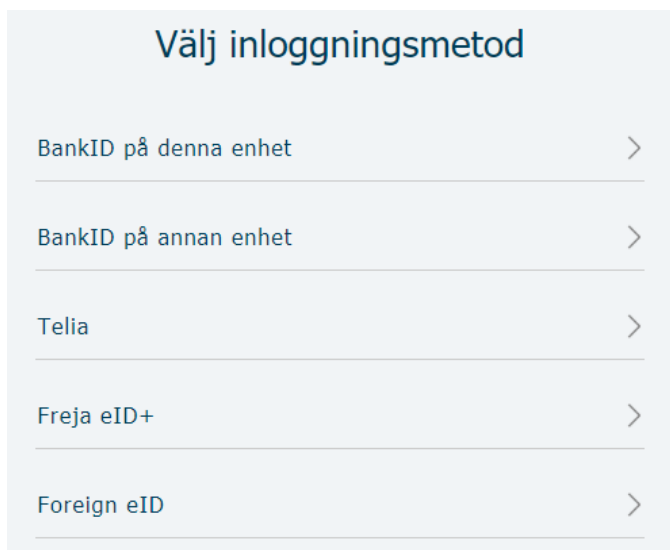 Välj inloggningsmetod
BankID på denna enhet
BankID på annan enhet
Telia
Freja eID+
Foreign eID